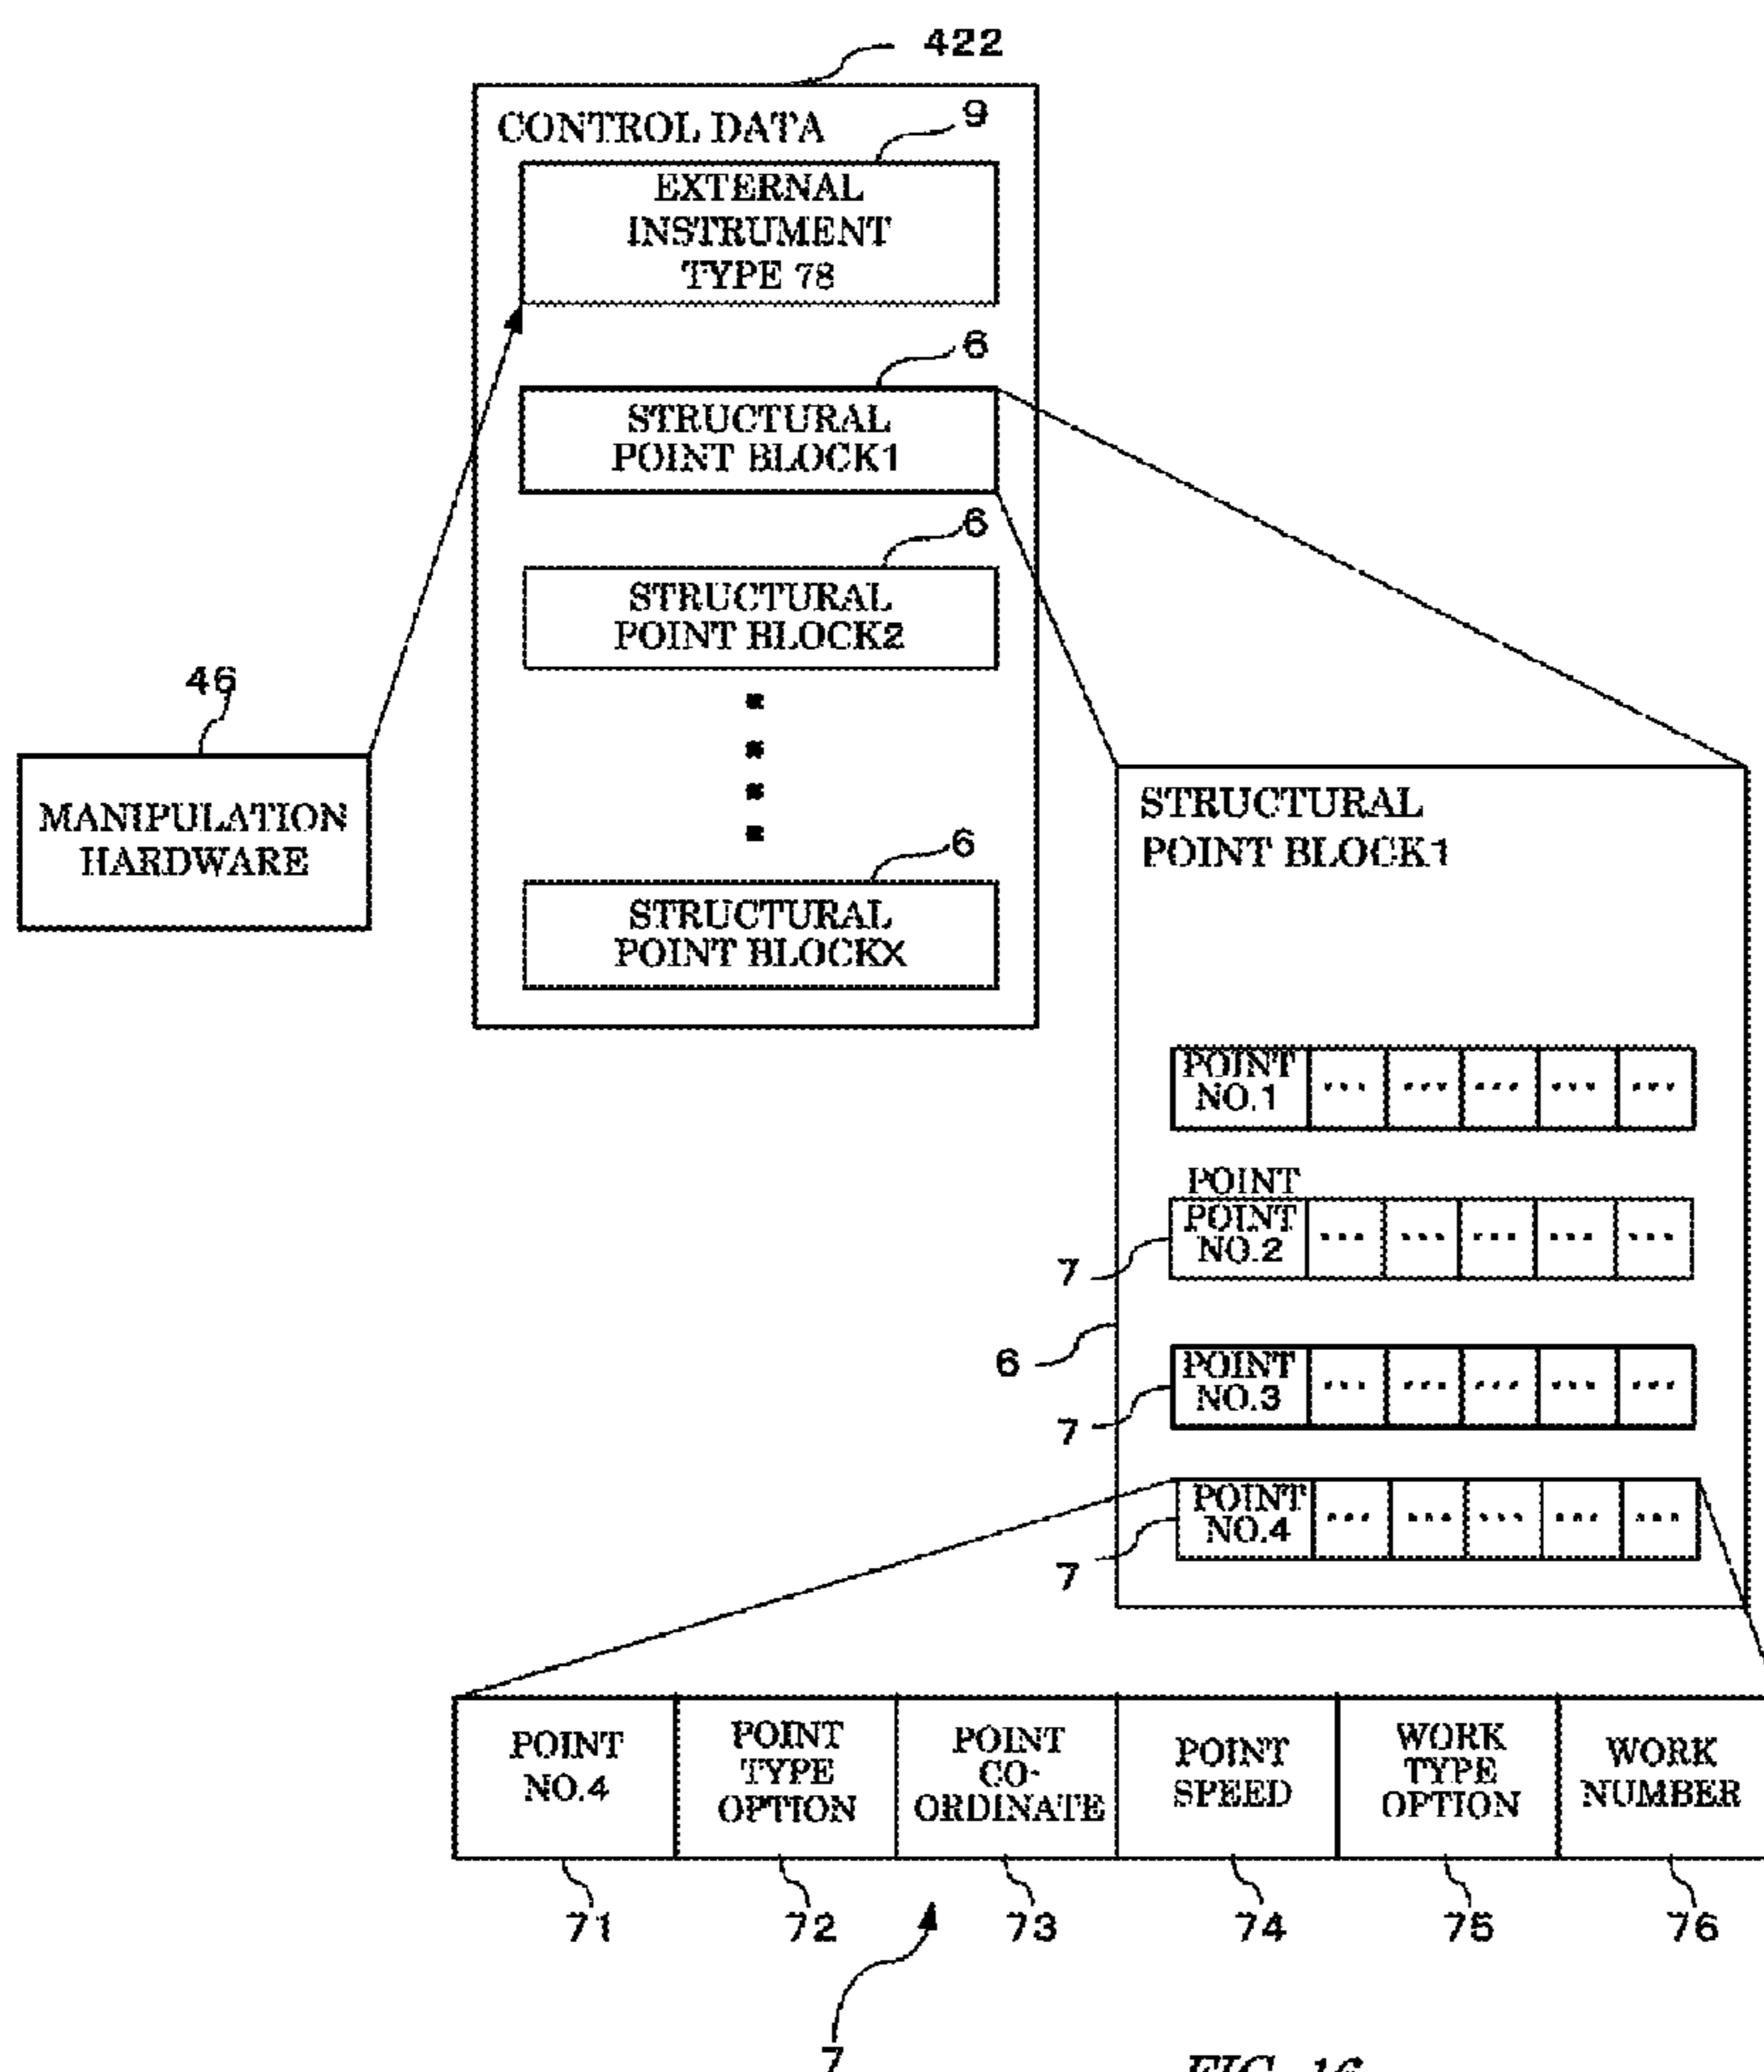 422
CONTROL DATA
9
EXTERNAL
INSTRUMENT
TYPE 78
6
STRUCTURAL
POINT BLOCK1
6
STRUCTURAL
POINT BLOCK2
46
MANIPULATION
HARDWARE
6
STRUCTURAL
POINT BLOCKX
STRUCTURAL
POINT BLOCK1
POINT
NO.1
... ... ... ... ...
POINT
POINT
NO.2
... ... ... ... ...
7
6
POINT
NO.3
... ... ... ... ...
7
POINT
NO.4
... ... ... ... ...
7
POINT
NO.4
POINT
TYPE
OPTION
POINT
CO-
ORDINATE
POINT
SPEED
WORK
TYPE
OPTION
WORK
NUMBER
71
72
73
74
75
76
7
FIG. 16